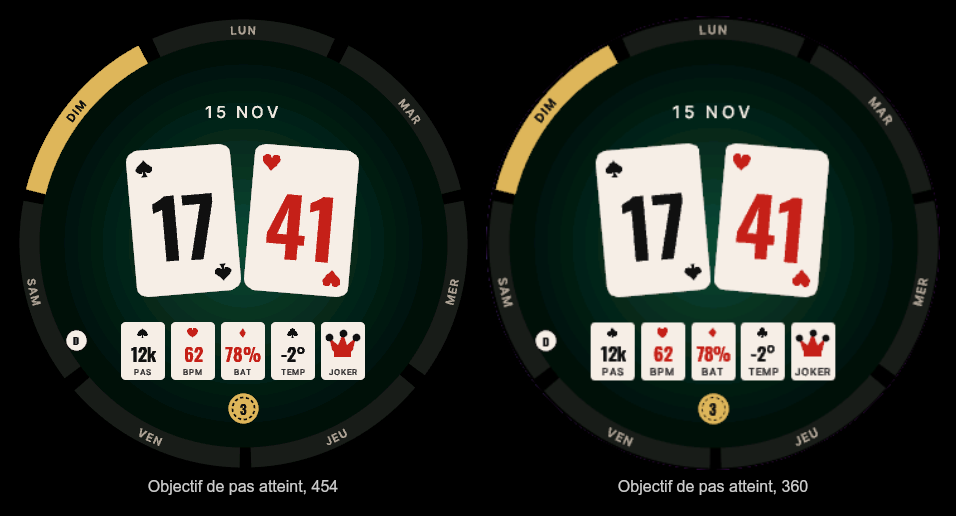 LUN
DIM
MAR
15 NOV
17 41
SAM
MER
D
12k 62 78% -2° 
PAS BPM BAT TEMP JOKER
3
VEN
JEU
Objectif de pas atteint, 454
LUN
DIM
MAR
15 NOV
17 41
SAM
MER
D
12k 62 78% -2°
PAS BPM BAT TEMP JOKER
3
VEN
JEU
Objectif de pas atteint, 360